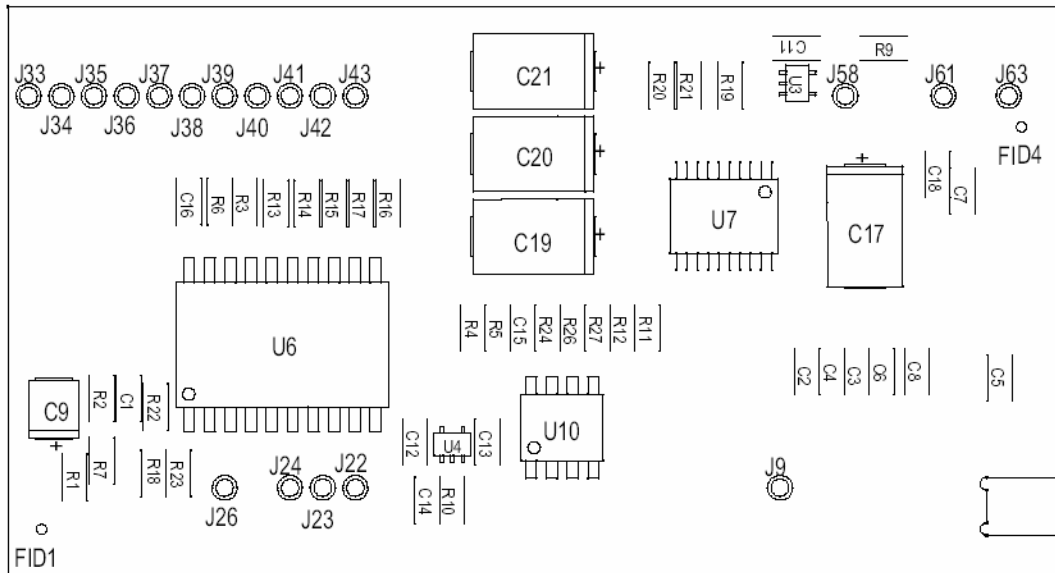 C11
R9
J33 J35 J37 J39 J41 J43
C21
R20 R21 R19
U3
J58 J61 J63
J34 J36 J38 J40 J42
FID4
C20
C18 C7
C16 R6 R3 R13 R14 R15 R17 R16
U7
C17
C19
R4 R5 C15 R24 R26 R27 R12 R11
U6
C2 C4 C3 C6 C8 C5
C9
R2 C1 R22
C12 U4 C13
U10
R1 R7 R18 R23
J24 J22
J9
J26 J23
C14 R10
FID1